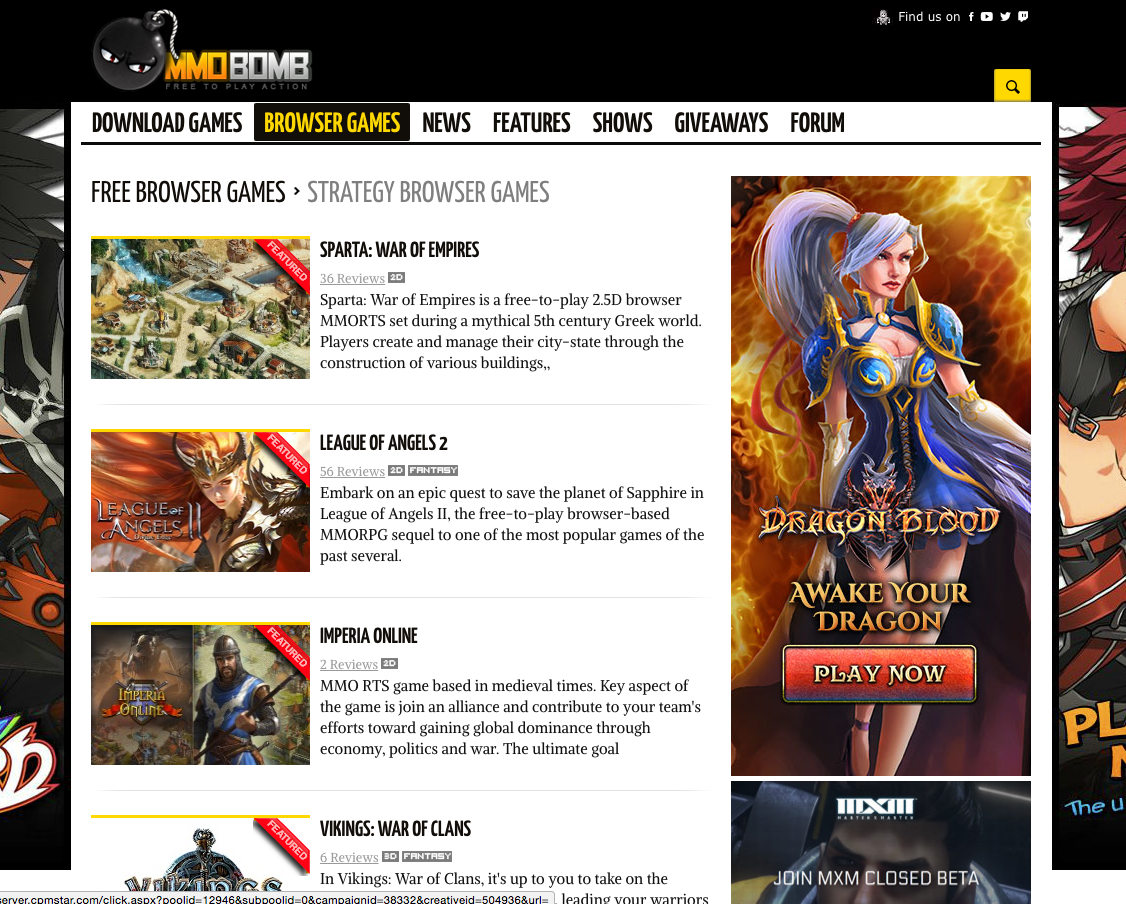 Find us on
MMOBOMB
FREE TO PLAY ACTION
DOWNLOAD GAMES BROWSER GAMES NEWS FEATURES SHOWS GIVEAWAYS FORUM
FREE BROWSER GAMES › STRATEGY BROWSER GAMES
FEATURED
SPARTA: WAR OF EMPIRES
36 Reviews 2D
Sparta: War of Empires is a free-to-play 2.5D browser
MMORTS set during a mythical 5th century Greek world.
Players create and manage their city-state through the
construction of various buildings,,
FEATURED
LEAGUE OF
ANGELS II
LEAGUE OF ANGELS 2
56 Reviews 2D FANTASY
Embark on an epic quest to save the planet of Sapphire in
League of Angels II, the free-to-play browser-based
MMORPG sequel to one of the most popular games of the
past several.
FEATURED
IMPERIA
ONLINE
IMPERIA ONLINE
2 Reviews 2D
MMO RTS game based in medieval times. Key aspect of
the game is join an alliance and contribute to your team's
efforts toward gaining global dominance through
economy, politics and war. The ultimate goal
FEATURED
VIKINGS
VIKINGS: WAR OF CLANS
6 Reviews 3D FANTASY
In Vikings: War of Clans, it's up to you to take on the
leading your warriors
server.cpmstar.com/click.aspx?poolid=12946&subpoolid=0&campaignid=38332&creativeid=504936&url=
DRAGON BLOOD
AWAKE YOUR
DRAGON
PLAY NOW
MXM
MASTER X MASTER
JOIN MXM CLOSED BETA
PL
N
The u